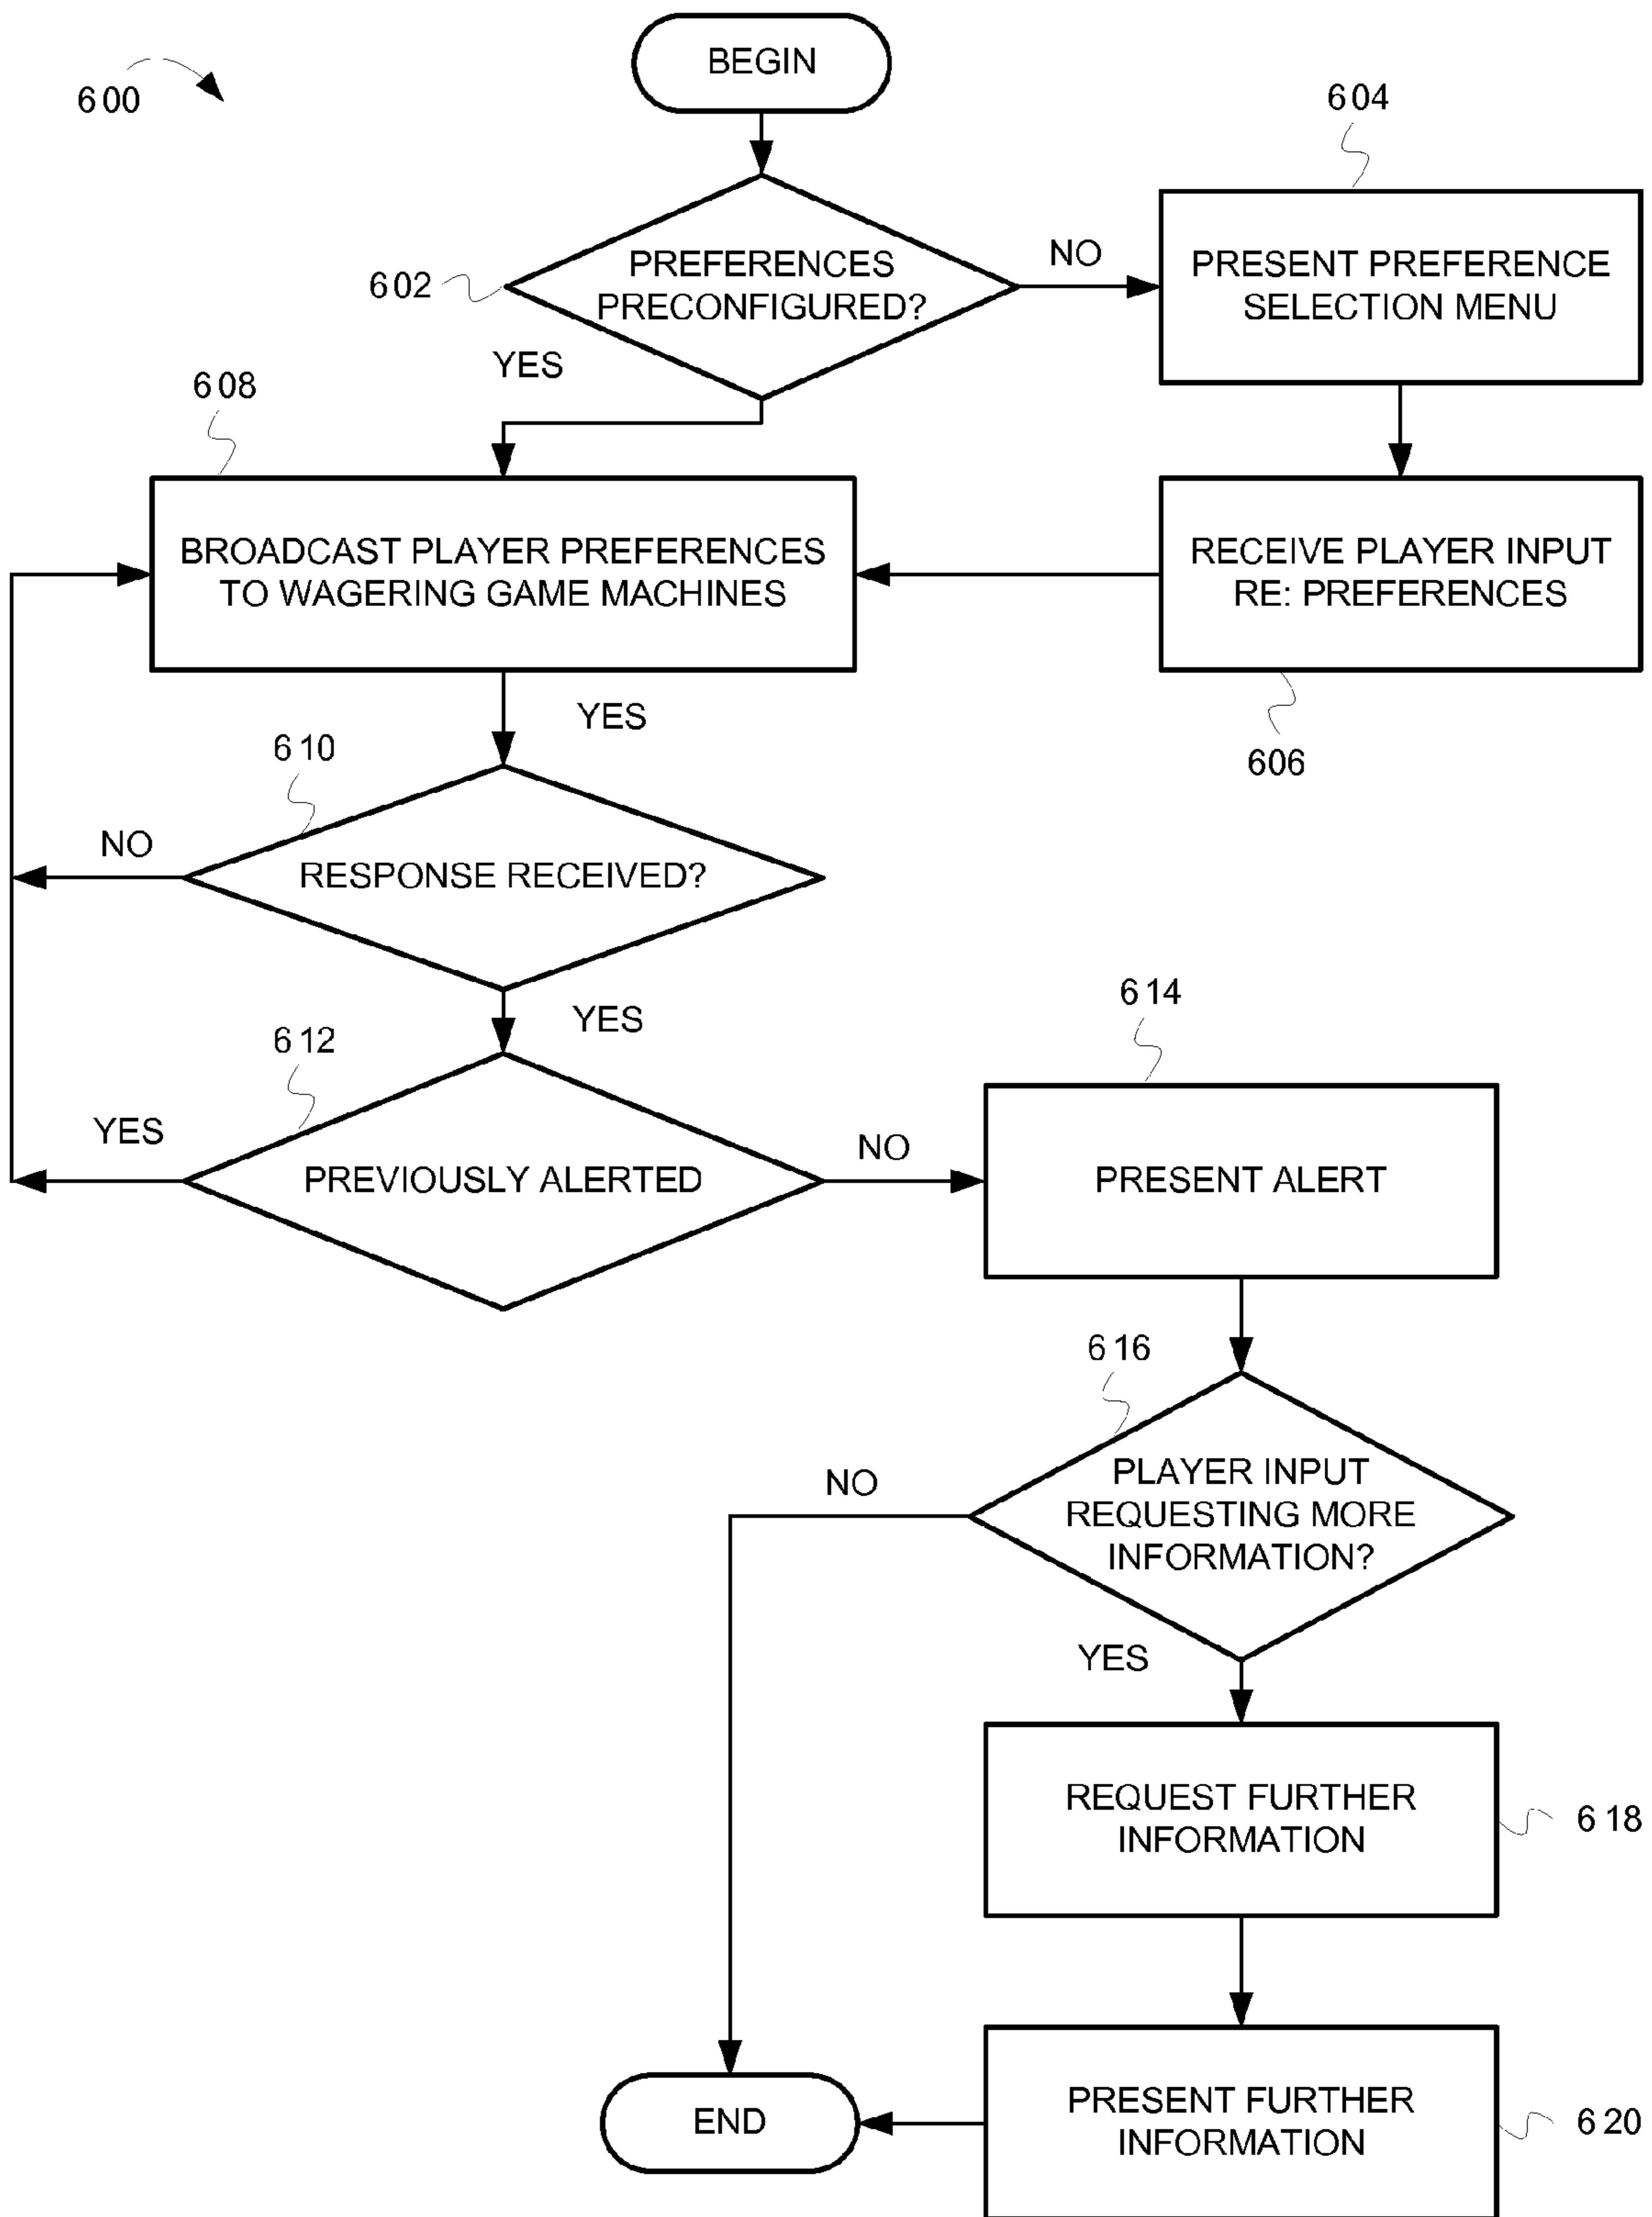 BEGIN
600
604
PREFERENCES
PRECONFIGURED?
NO
602
PRESENT PREFERENCE
SELECTION MENU
YES
608
BROADCAST PLAYER PREFERENCES
TO WAGERING GAME MACHINES
RECEIVE PLAYER INPUT
RE: PREFERENCES
606
YES
610
NO
RESPONSE RECEIVED?
YES
612
614
YES
PREVIOUSLY ALERTED
NO
PRESENT ALERT
616
NO
PLAYER INPUT
REQUESTING MORE
INFORMATION?
YES
REQUEST FURTHER
INFORMATION
618
END
PRESENT FURTHER
INFORMATION
620